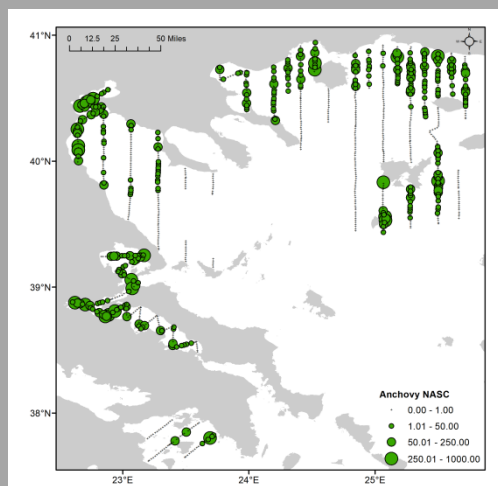 41°N
0 12.5 25 50 Miles
40°N
39°N
38°N
Anchovy NASC
0.00 - 1.00
1.01 - 50.00
50.01 - 250.00
250.01 - 1000.00
23°E 24°E 25°E